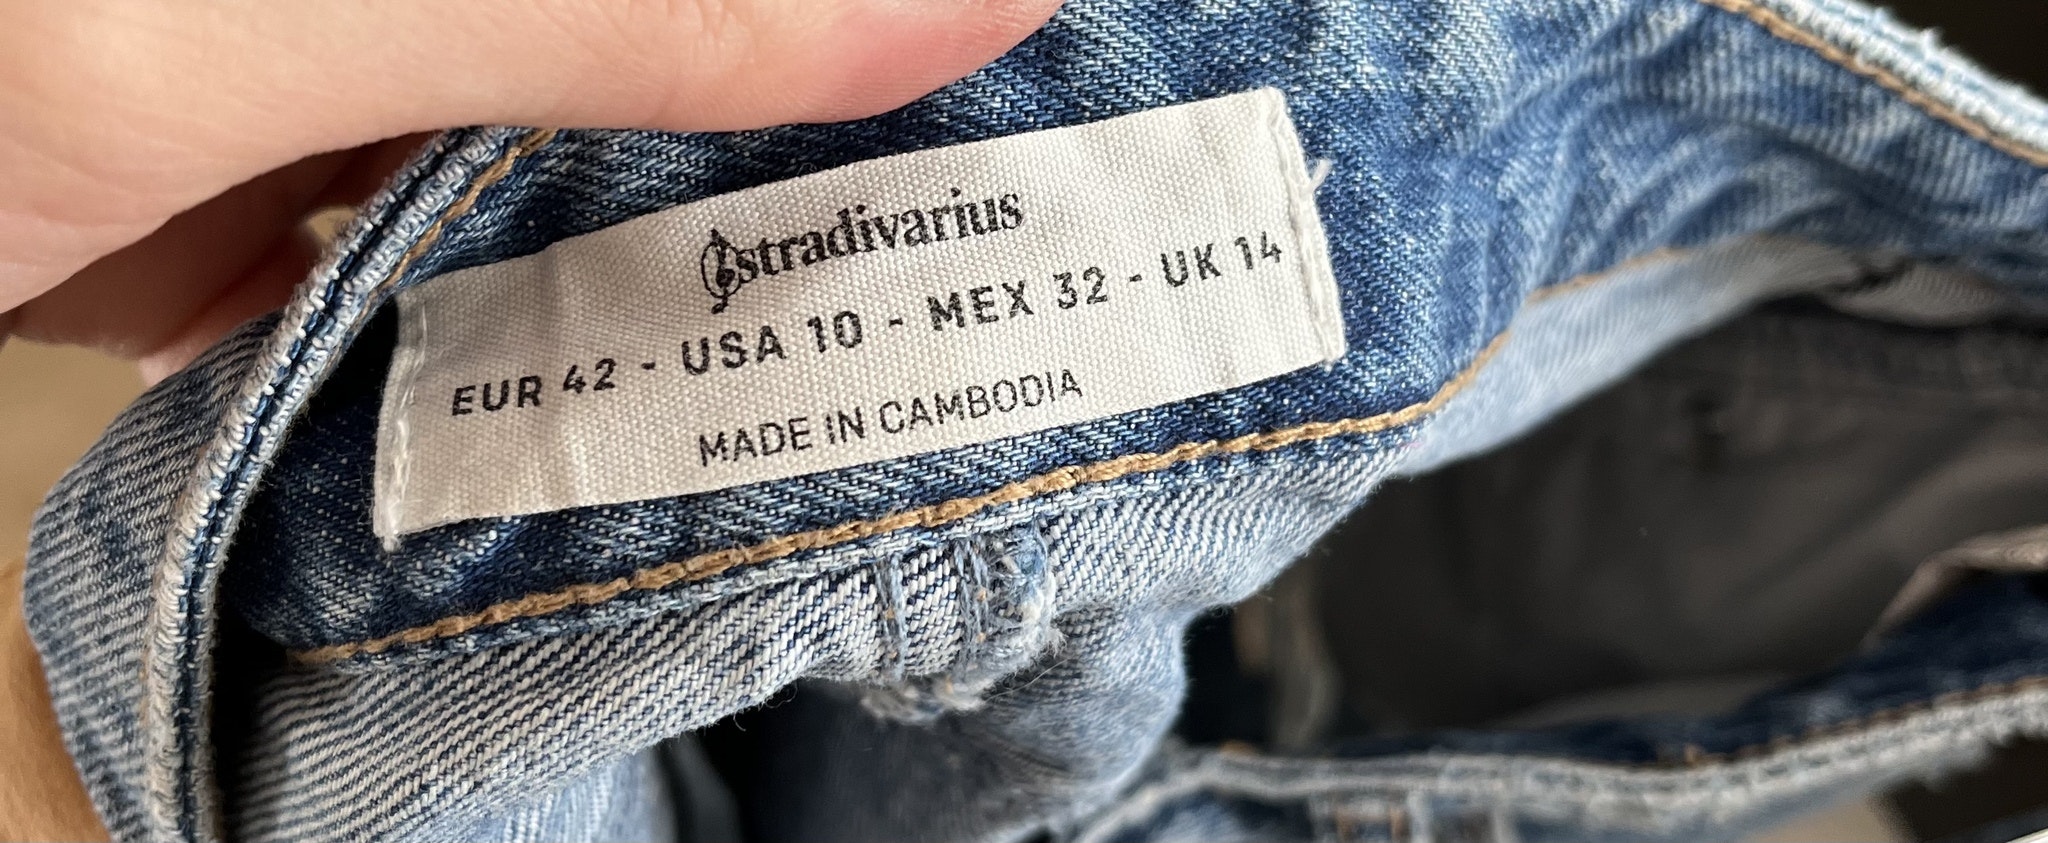 stradivarius
EUR 42 - USA 10 - MEX 32 - UK 14
MADE IN CAMBODIA